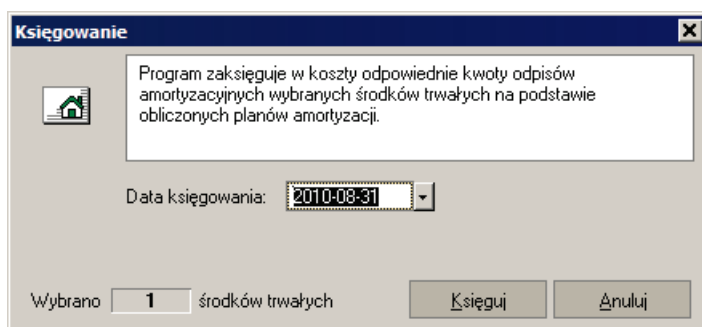 Księgowanie
Program zaksięguje w koszty odpowiednie kwoty odpisów
amortyzacyjnych wybranych środków trwałych na podstawie
obliczonych planów amortyzacji.
Data księgowania: 2010-08-31
Wybrano 1 środków trwałych Księguj Anuluj